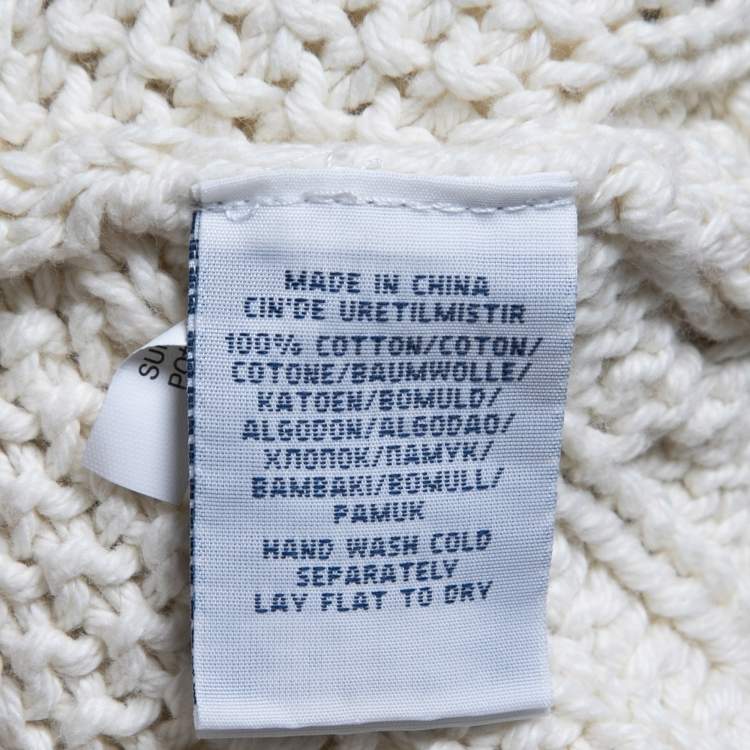 MADE IN CHINA
CIN'DE URETILMISTIR
100% COTTON/COTON/
COTONE/BAUMWOLLE/
KATOEN/BOMULD/
ALGODON/ALGODAO/
ХЛОПОК/ПАМУК/
BAMBAKI/BOMULL/
PAMUK
HAND WASH COLD
SEPARATELY
LAY FLAT TO DRY